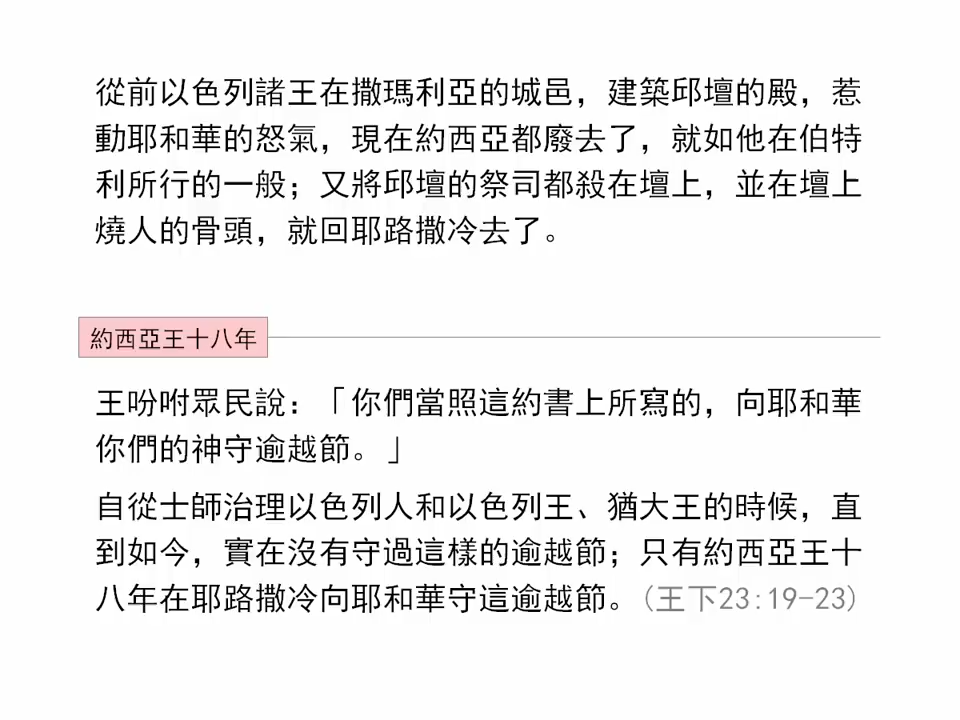 從前以色列諸王在撒瑪利亞的城邑，建築邱壇的殿，惹
動耶和華的怒氣，現在約西亞都廢去了，就如他在伯特
利所行的一般；又將邱壇的祭司都殺在壇上，並在壇上
燒人的骨頭，就回耶路撒冷去了。
約西亞王十八年
王吩咐眾民說：「你們當照這約書上所寫的，向耶和華
你們的神守逾越節。」
自從士師治理以色列人和以色列王、猶大王的時候，直
到如今，實在沒有守過這樣的逾越節；只有約西亞王十
八年在耶路撒冷向耶和華守這逾越節。(王下23:19-23)